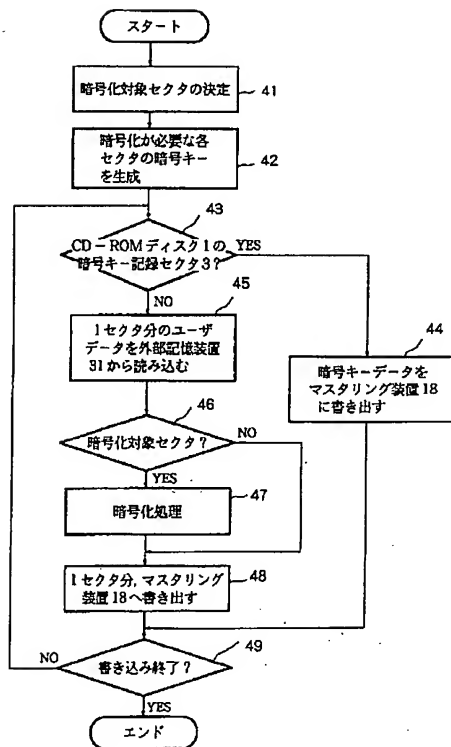 スタート
暗号化対象セクタの決定
41
暗号化が必要な各
セクタの暗号キー
を生成
42
43
CD-ROMディスク1の
暗号キー記録セクタ3?
YES
NO
45
1セクタ分のユーザ
データを外部記憶装置
31から読み込む
44
暗号キーデータを
マスタリング装置18
に書き出す
46
暗号化対象セクタ?
NO
YES
47
暗号化処理
1セクタ分,マスタリング
装置18へ書き出す
48
49
NO
書き込み終了?
YES
エンド